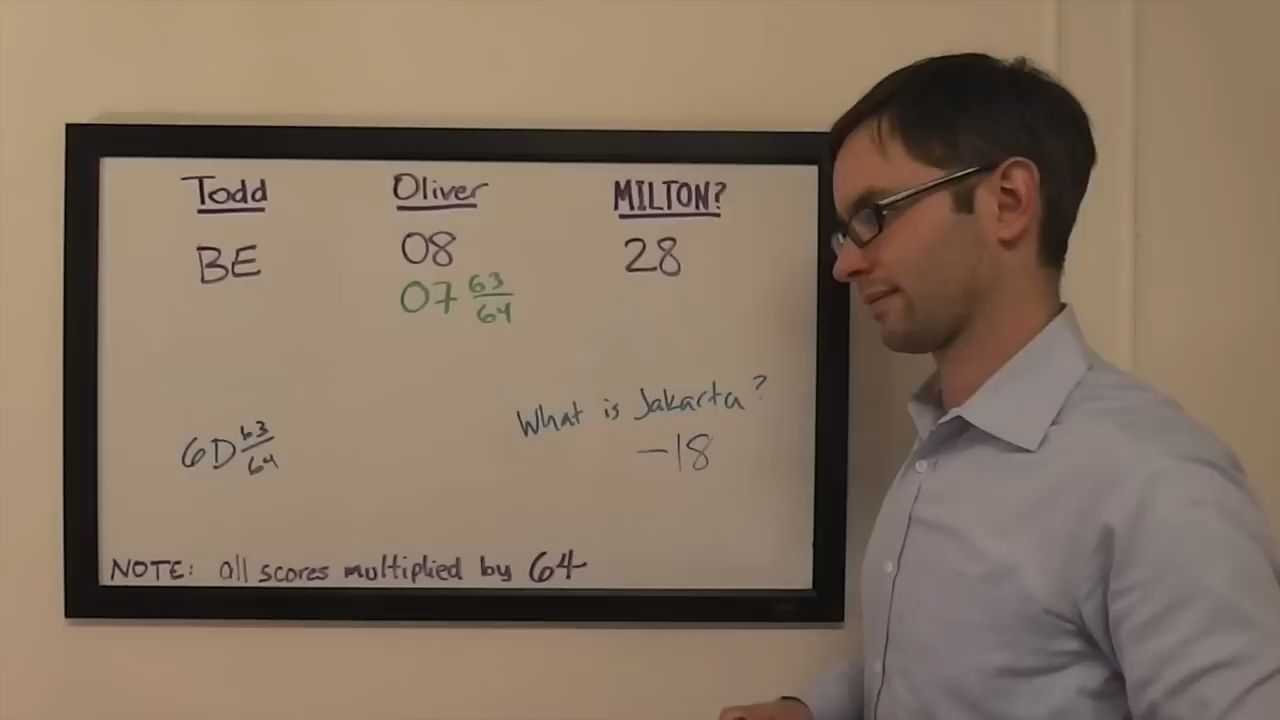 Todd Oliver MILTON?
BE 08 28
07 63/64
What is Jakarta?
-18
6D 63/64
NOTE: all scores multiplied by 64